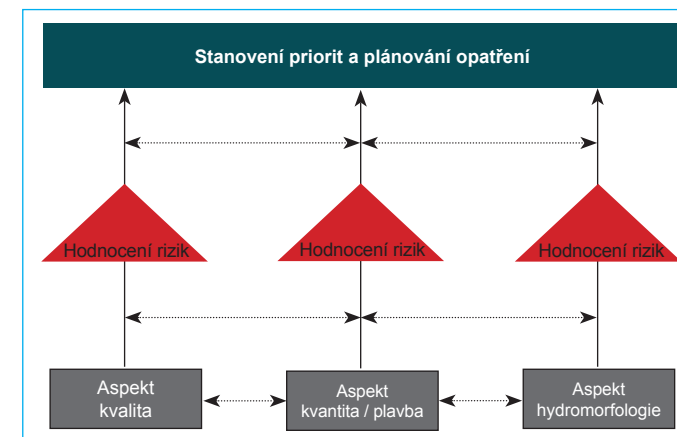 Stanovení priorit a plánování opatření
Hodnocení rizik
Hodnocení rizik
Hodnocení rizik
Aspekt
kvalita
Aspekt
kvantita / plavba
Aspekt
hydromorfologie